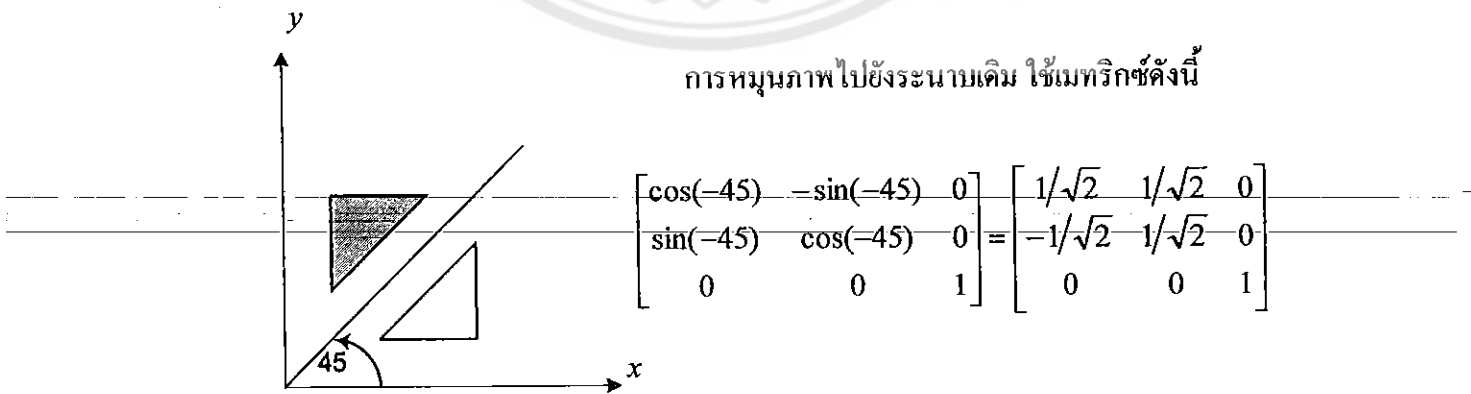 y
การหมุนภาพไปยังระนาบเดิม ใช้เมทริกซ์ดังนี้
[cos(−45) −sin(−45) 0] = [1/√2 1/√2 0]
[sin(−45) cos(−45) 0] = [−1/√2 1/√2 0]
[0 0 1] [0 0 1]
45
x